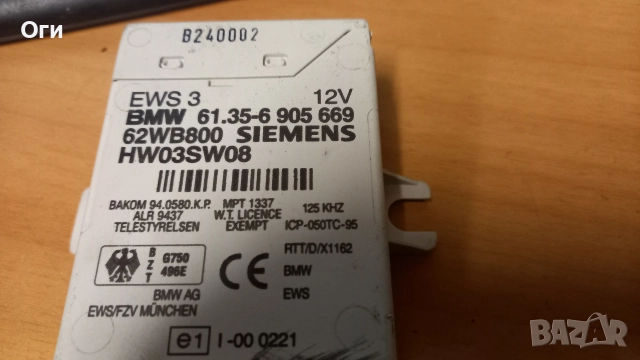 Оги
B240002
EWS 3 12V
BMW 61.35-6 905 669
62WB800 SIEMENS
HW03SW08
BAKOM 94.0580.K.P. MPT 1337 125 KHZ
ALR 9437 W.T. LICENCE
TELESTYRELSEN EXEMPT ICP-050TC-95
BZT G750 496E CE RTT/D/X1162
BMW
EWS
BMW AG
EWS/FZV MÜNCHEN
e1 I-00 0221
BAZAR